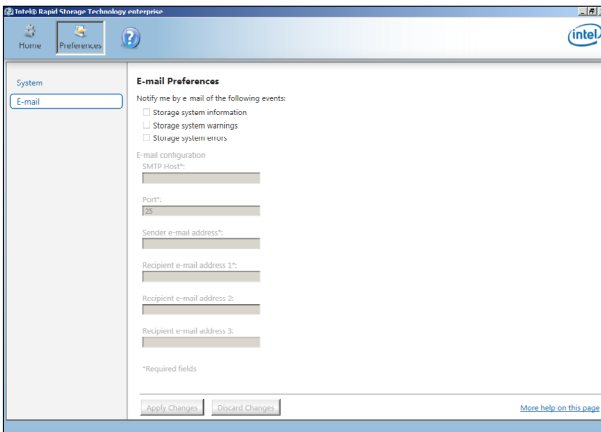 Intel® Rapid Storage Technology enterprise
Home
Preferences
?
intel
System
E-mail
E-mail Preferences
Notify me by e-mail of the following events:
Storage system information
Storage system warnings
Storage system errors
E-mail configuration
SMTP Host*:
Port*:
25
Sender e-mail address*:
Recipient e-mail address 1*:
Recipient e-mail address 2:
Recipient e-mail address 3:
*Required fields
Apply Changes
Discard Changes
More help on this page